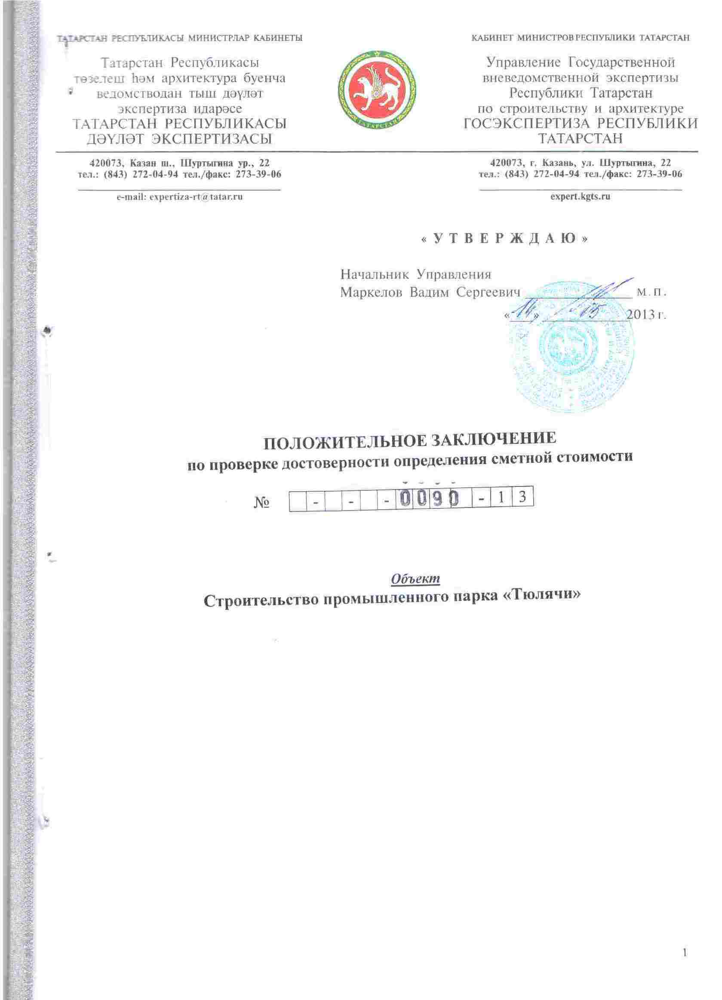 ТАТАРСТАН РЕСПУБЛИКАСЫ МИНИСТРЛАР КАБИНЕТЫ
Татарстан Республикасы
төзелеш һәм архитектура буенча
ведомстводан тыш дәүләт
экспертиза идарәсе
ТАТАРСТАН РЕСПУБЛИКАСЫ
ДӘҮЛӘТ ЭКСПЕРТИЗАСЫ
420073, Казан ш., Шуртыгина ур., 22
тел.: (843) 272-04-94 тел./факс: 273-39-06
e-mail: expertiza-rt@tatar.ru
ТАТАРСТАН
КАБИНЕТ МИНИСТРОВ РЕСПУБЛИКИ ТАТАРСТАН
Управление Государственной
вневедомственной экспертизы
Республики Татарстан
по строительству и архитектуре
ГОСЭКСПЕРТИЗА РЕСПУБЛИКИ
ТАТАРСТАН
420073, г. Казань, ул. Шуртыгина, 22
тел.: (843) 272-04-94 тел./факс: 273-39-06
expert.kgts.ru
« У Т В Е Р Ж Д А Ю »
Начальник Управления
Маркелов Вадим Сергеевич М.П.
« » 2013 г.
ПОЛОЖИТЕЛЬНОЕ ЗАКЛЮЧЕНИЕ
по проверке достоверности определения сметной стоимости
№ - - - 0090 - 1 3
Объект
Строительство промышленного парка «Тюлячи»
1